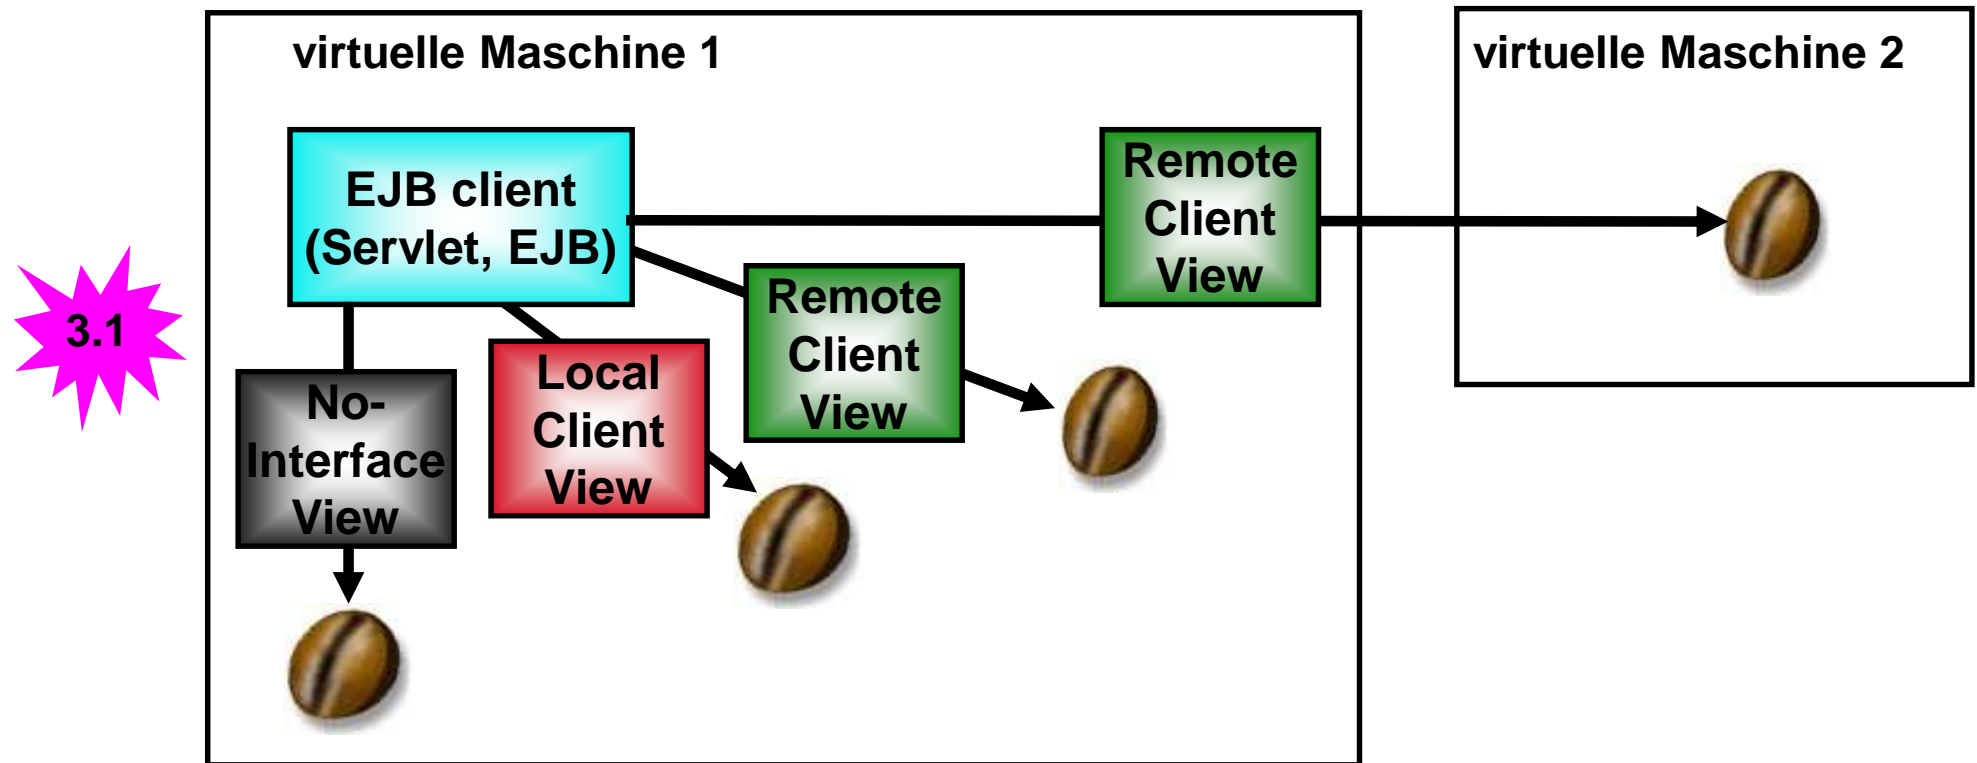 virtuelle Maschine 1
virtuelle Maschine 2
EJB client
(Servlet, EJB)
Remote
Client
View
Remote
Client
View
3.1
Local
Client
View
No-
Interface
View